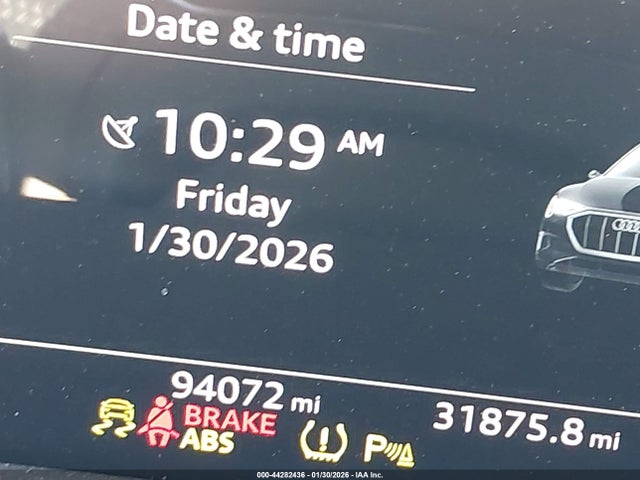 Date & time
10:29 AM
Friday
1/30/2026
94072 mi
31875.8 mi
BRAKE
ABS
P
000-44282436 - 01/30/2026 - IAA Inc.